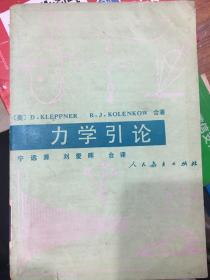 〔美〕D·KLEPPNER R·J·KOLENKOW 合著
力学引论
宁远源 刘爱晖 合译
人民教育出版社